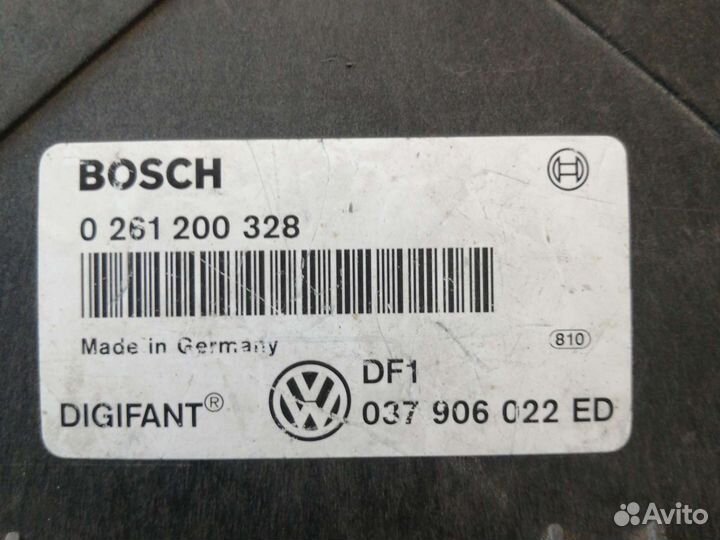 BOSCH
0 261 200 328
Made in Germany
810
DIGIFANT®
DF1
037 906 022 ED
Avito